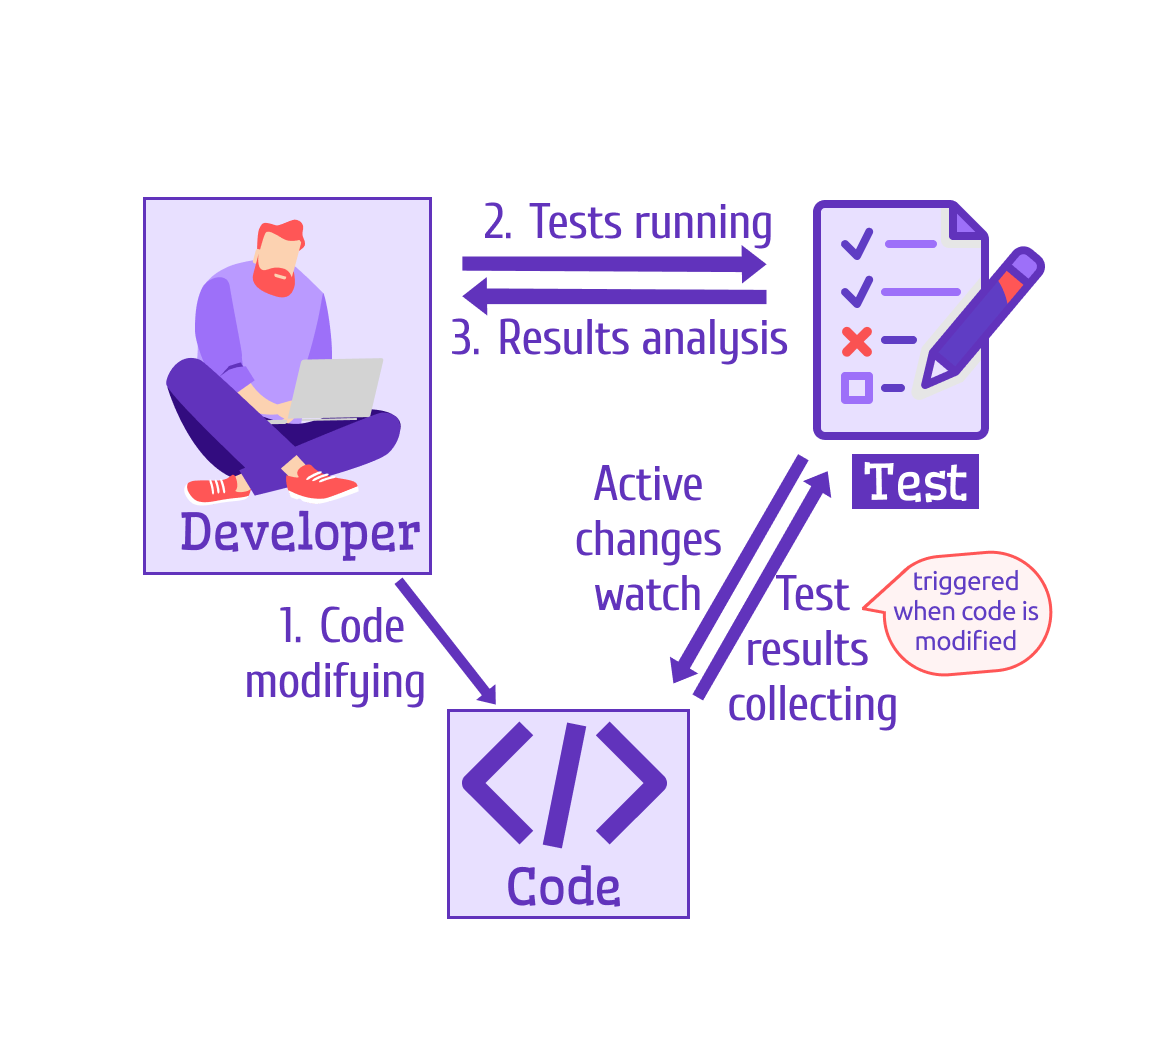 2. Tests running
3. Results analysis
Developer
Test
Active
changes
watch
Test
results
collecting
triggered
when code is
modified
1. Code
modifying
Code